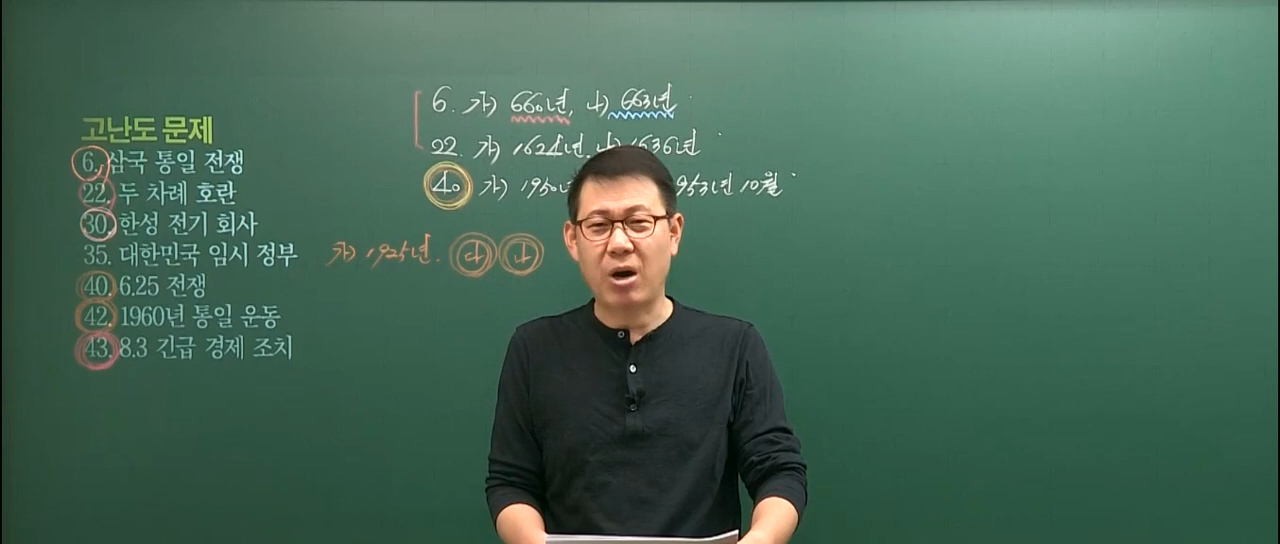 고난도 문제
6. 삼국 통일 전쟁
22. 두 차례 호란
30. 한성 전기 회사
35. 대한민국 임시 정부
40. 6.25 전쟁
42. 1960년 통일 운동
43. 8.3 긴급 경제 조치
6. 가) 660년, 나) 663년
22. 가) 1624년, 나) 1636년
40 가) 1950년 953년 10월
가) 1925년. 다 나